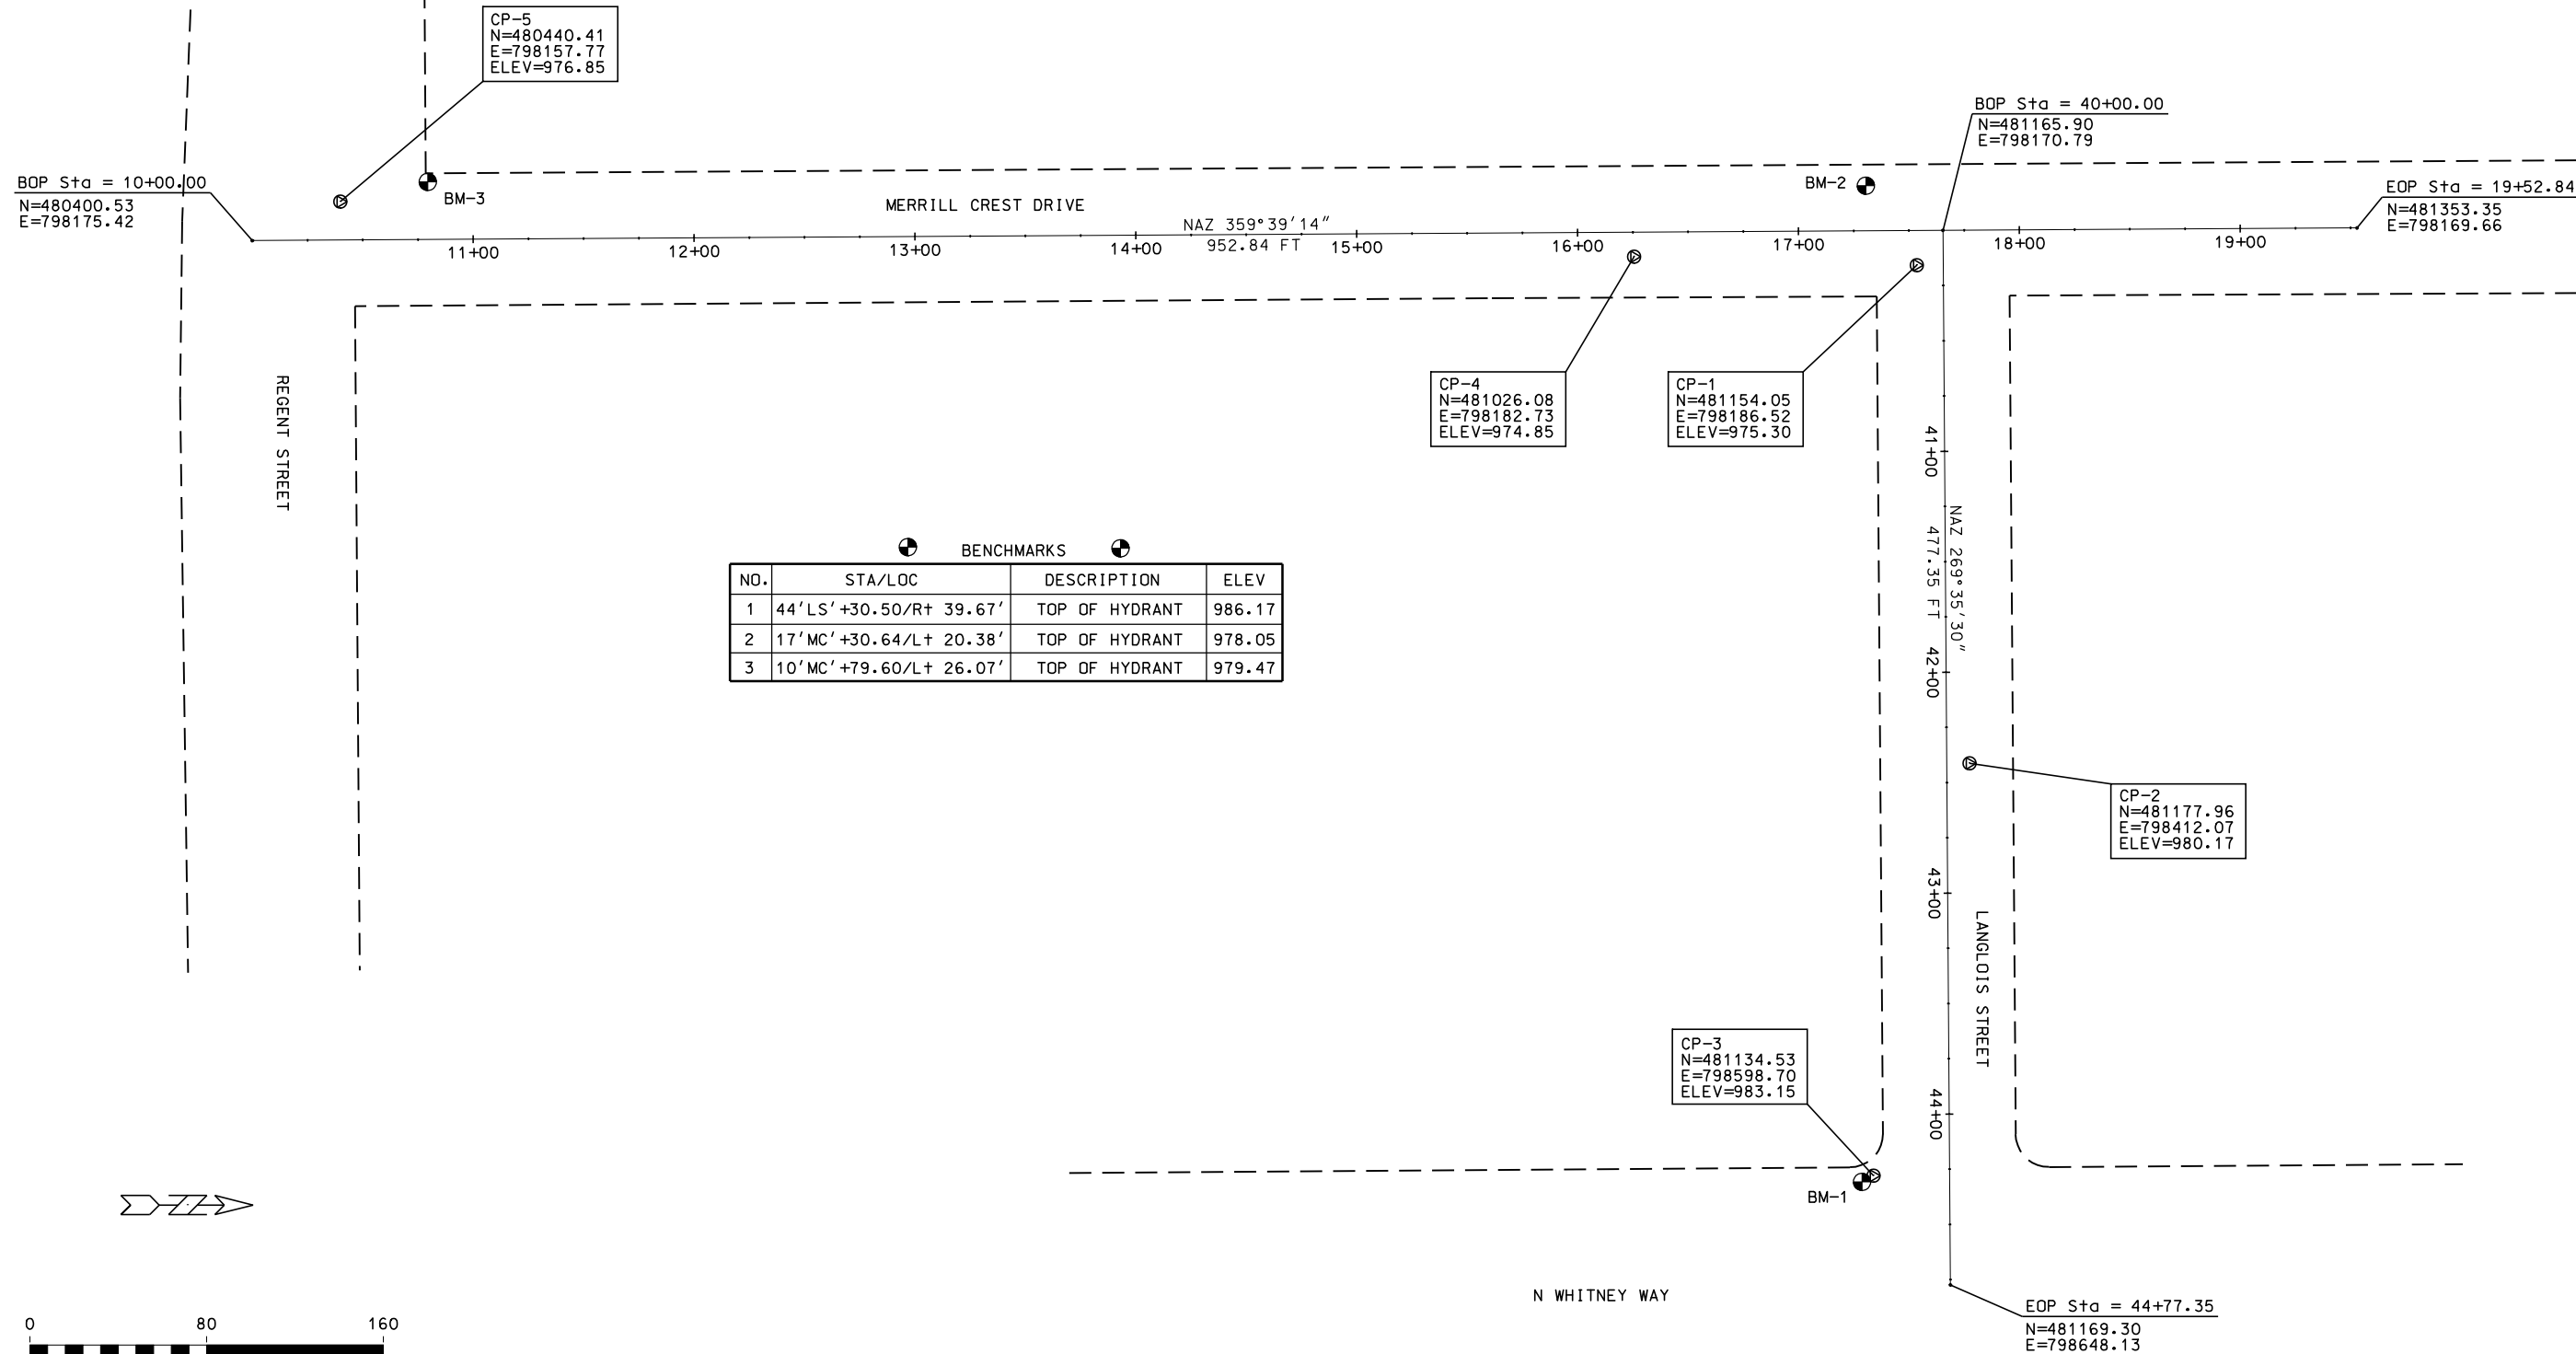 CP-5
N=480440.41
E=798157.77
ELEV=976.85
BOP Sta = 40+00.00
N=481165.90
E=798170.79
BOP Sta = 10+00.00
N=480400.53
E=798175.42
BM-3
BM-2
EOP Sta = 19+52.84
N=481353.35
E=798169.66
MERRILL CREST DRIVE
NAZ 359°39'14"
952.84 FT
11+00
12+00
13+00
14+00
15+00
16+00
17+00
18+00
19+00
CP-4
N=481026.08
E=798182.73
ELEV=974.85
CP-1
N=481154.05
E=798186.52
ELEV=975.30
REGENT STREET
41+00
NAZ 269°35'30"
477.35 FT
42+00
BENCHMARKS
NO. STA/LOC DESCRIPTION ELEV
1 44'LS'+30.50/Rt 39.67' TOP OF HYDRANT 986.17
2 17'MC'+30.64/Lt 20.38' TOP OF HYDRANT 978.05
3 10'MC'+79.60/Lt 26.07' TOP OF HYDRANT 979.47
CP-2
N=481177.96
E=798412.07
ELEV=980.17
43+00
LANGLOIS STREET
CP-3
N=481134.53
E=798598.70
ELEV=983.15
44+00
BM-1
N
N WHITNEY WAY
EOP Sta = 44+77.35
N=481169.30
E=798648.13
0 80 160